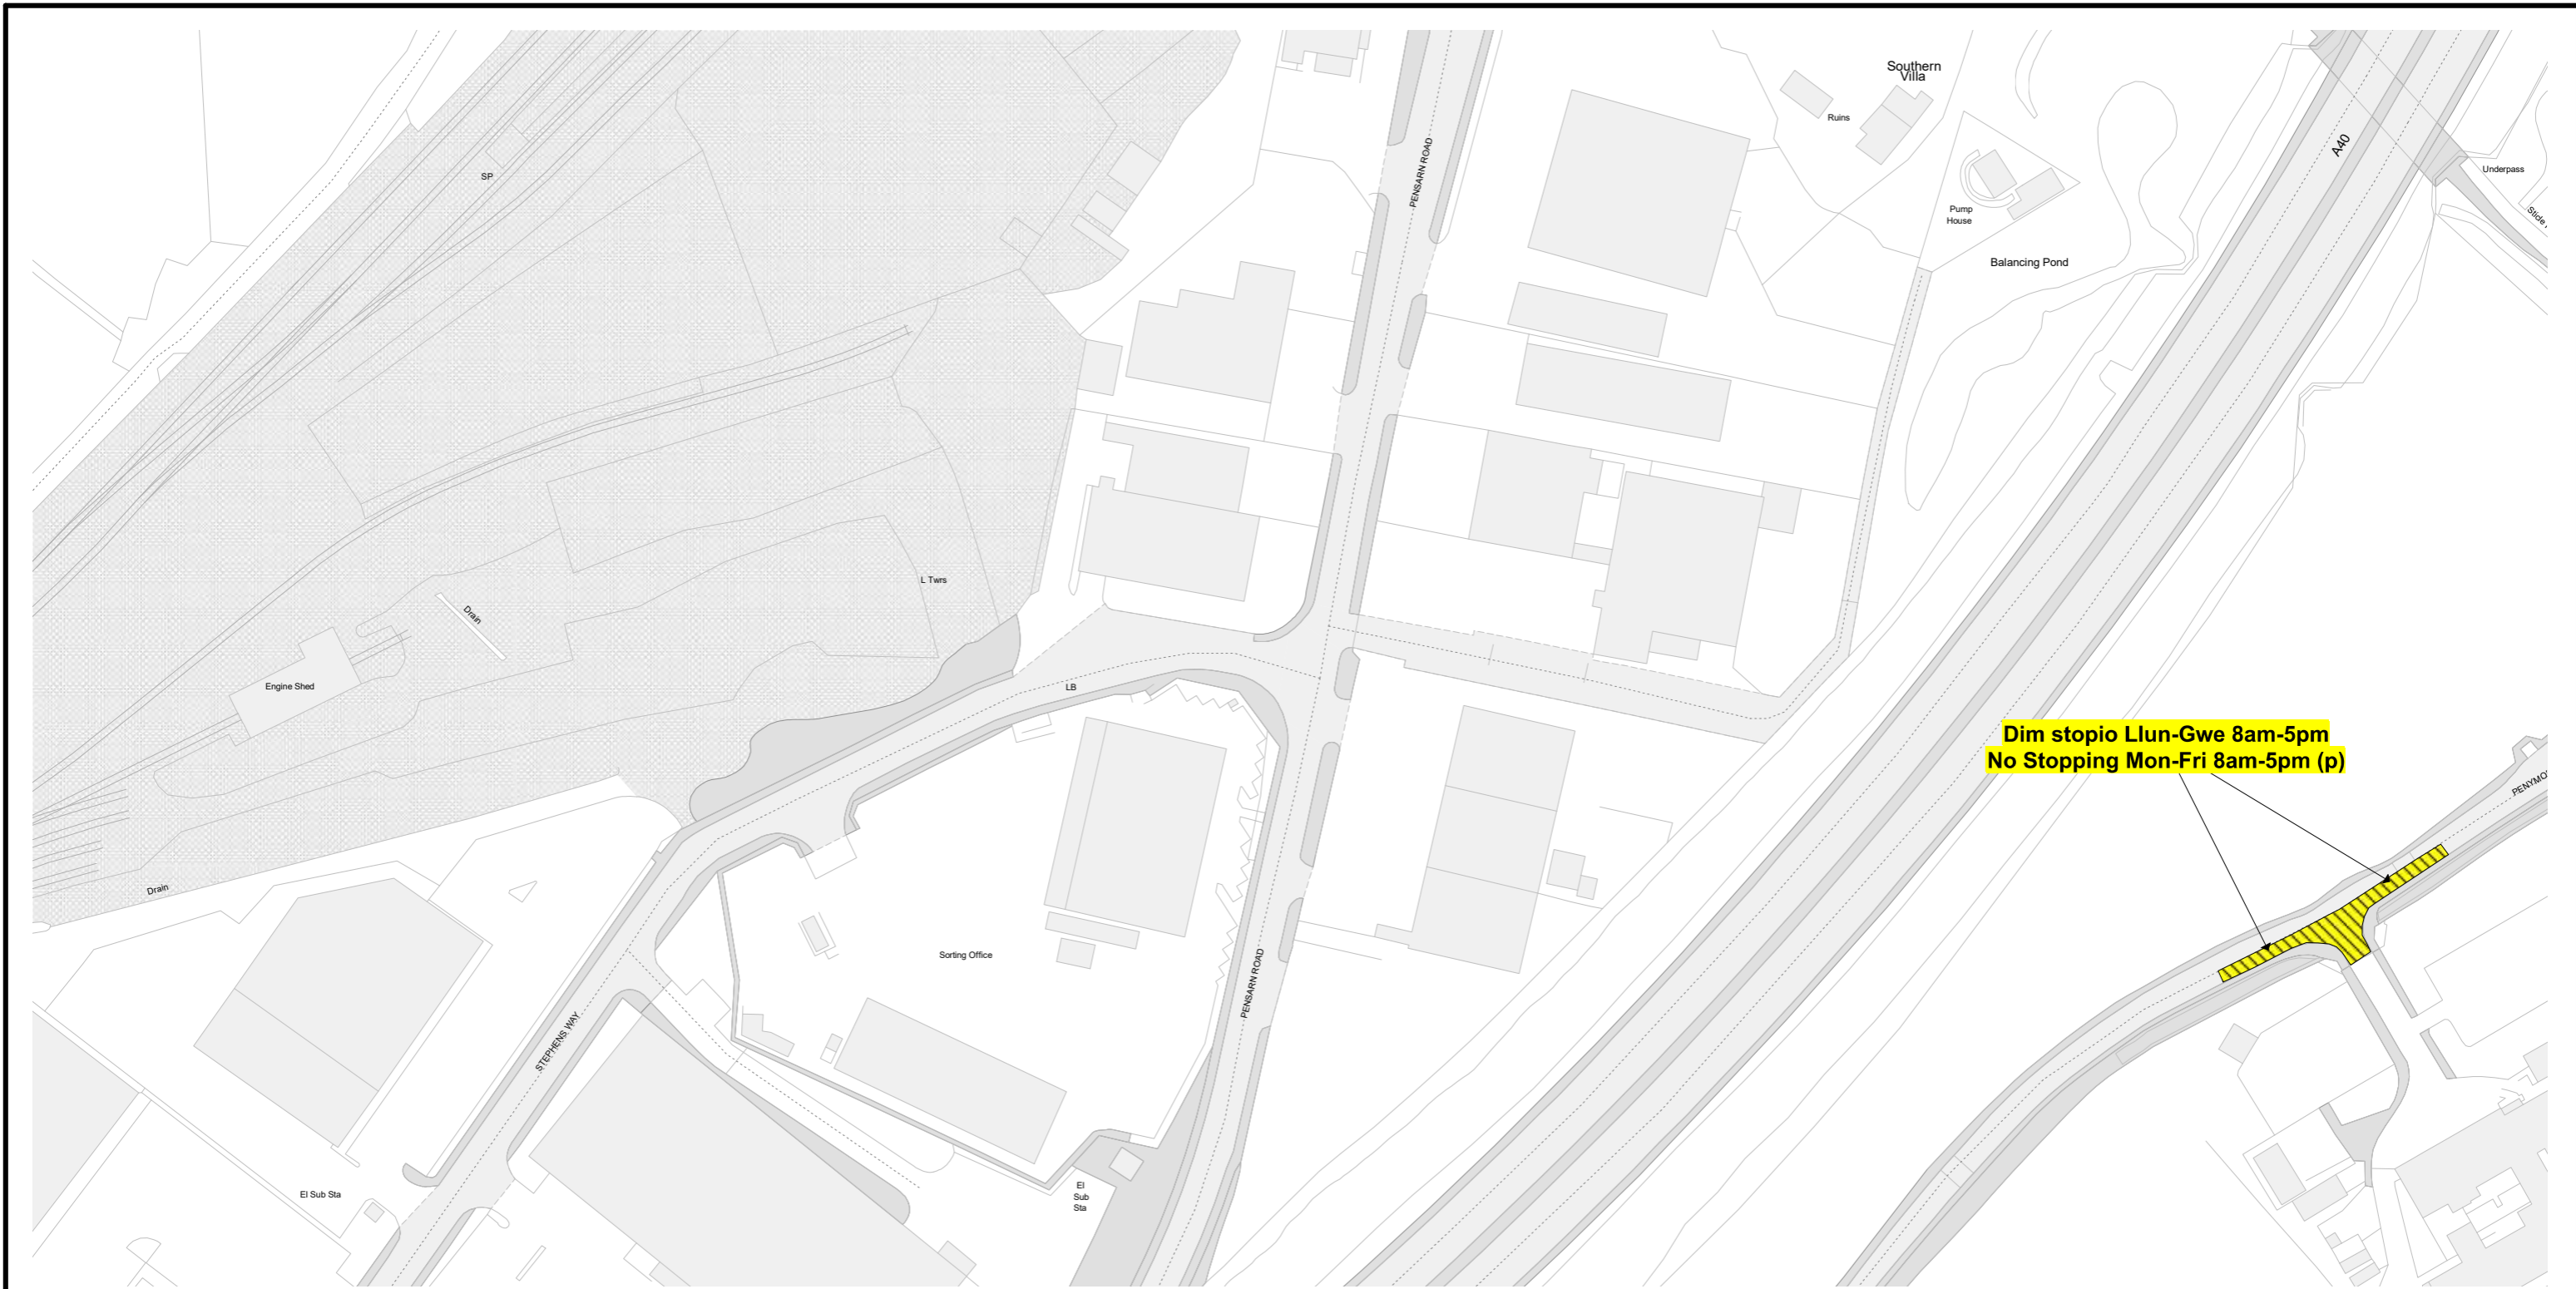 Southern
Villa
Ruins
A40
PENSARN ROAD
Underpass
SP
Pump
House
Balancing Pond
L Twrs
Drain
Engine Shed
LB
Dim stopio Llun-Gwe 8am-5pm
No Stopping Mon-Fri 8am-5pm (p)
Drain
Sorting Office
PENSARN ROAD
STEPHENS WAY
El Sub Sta
El
Sub
Sta